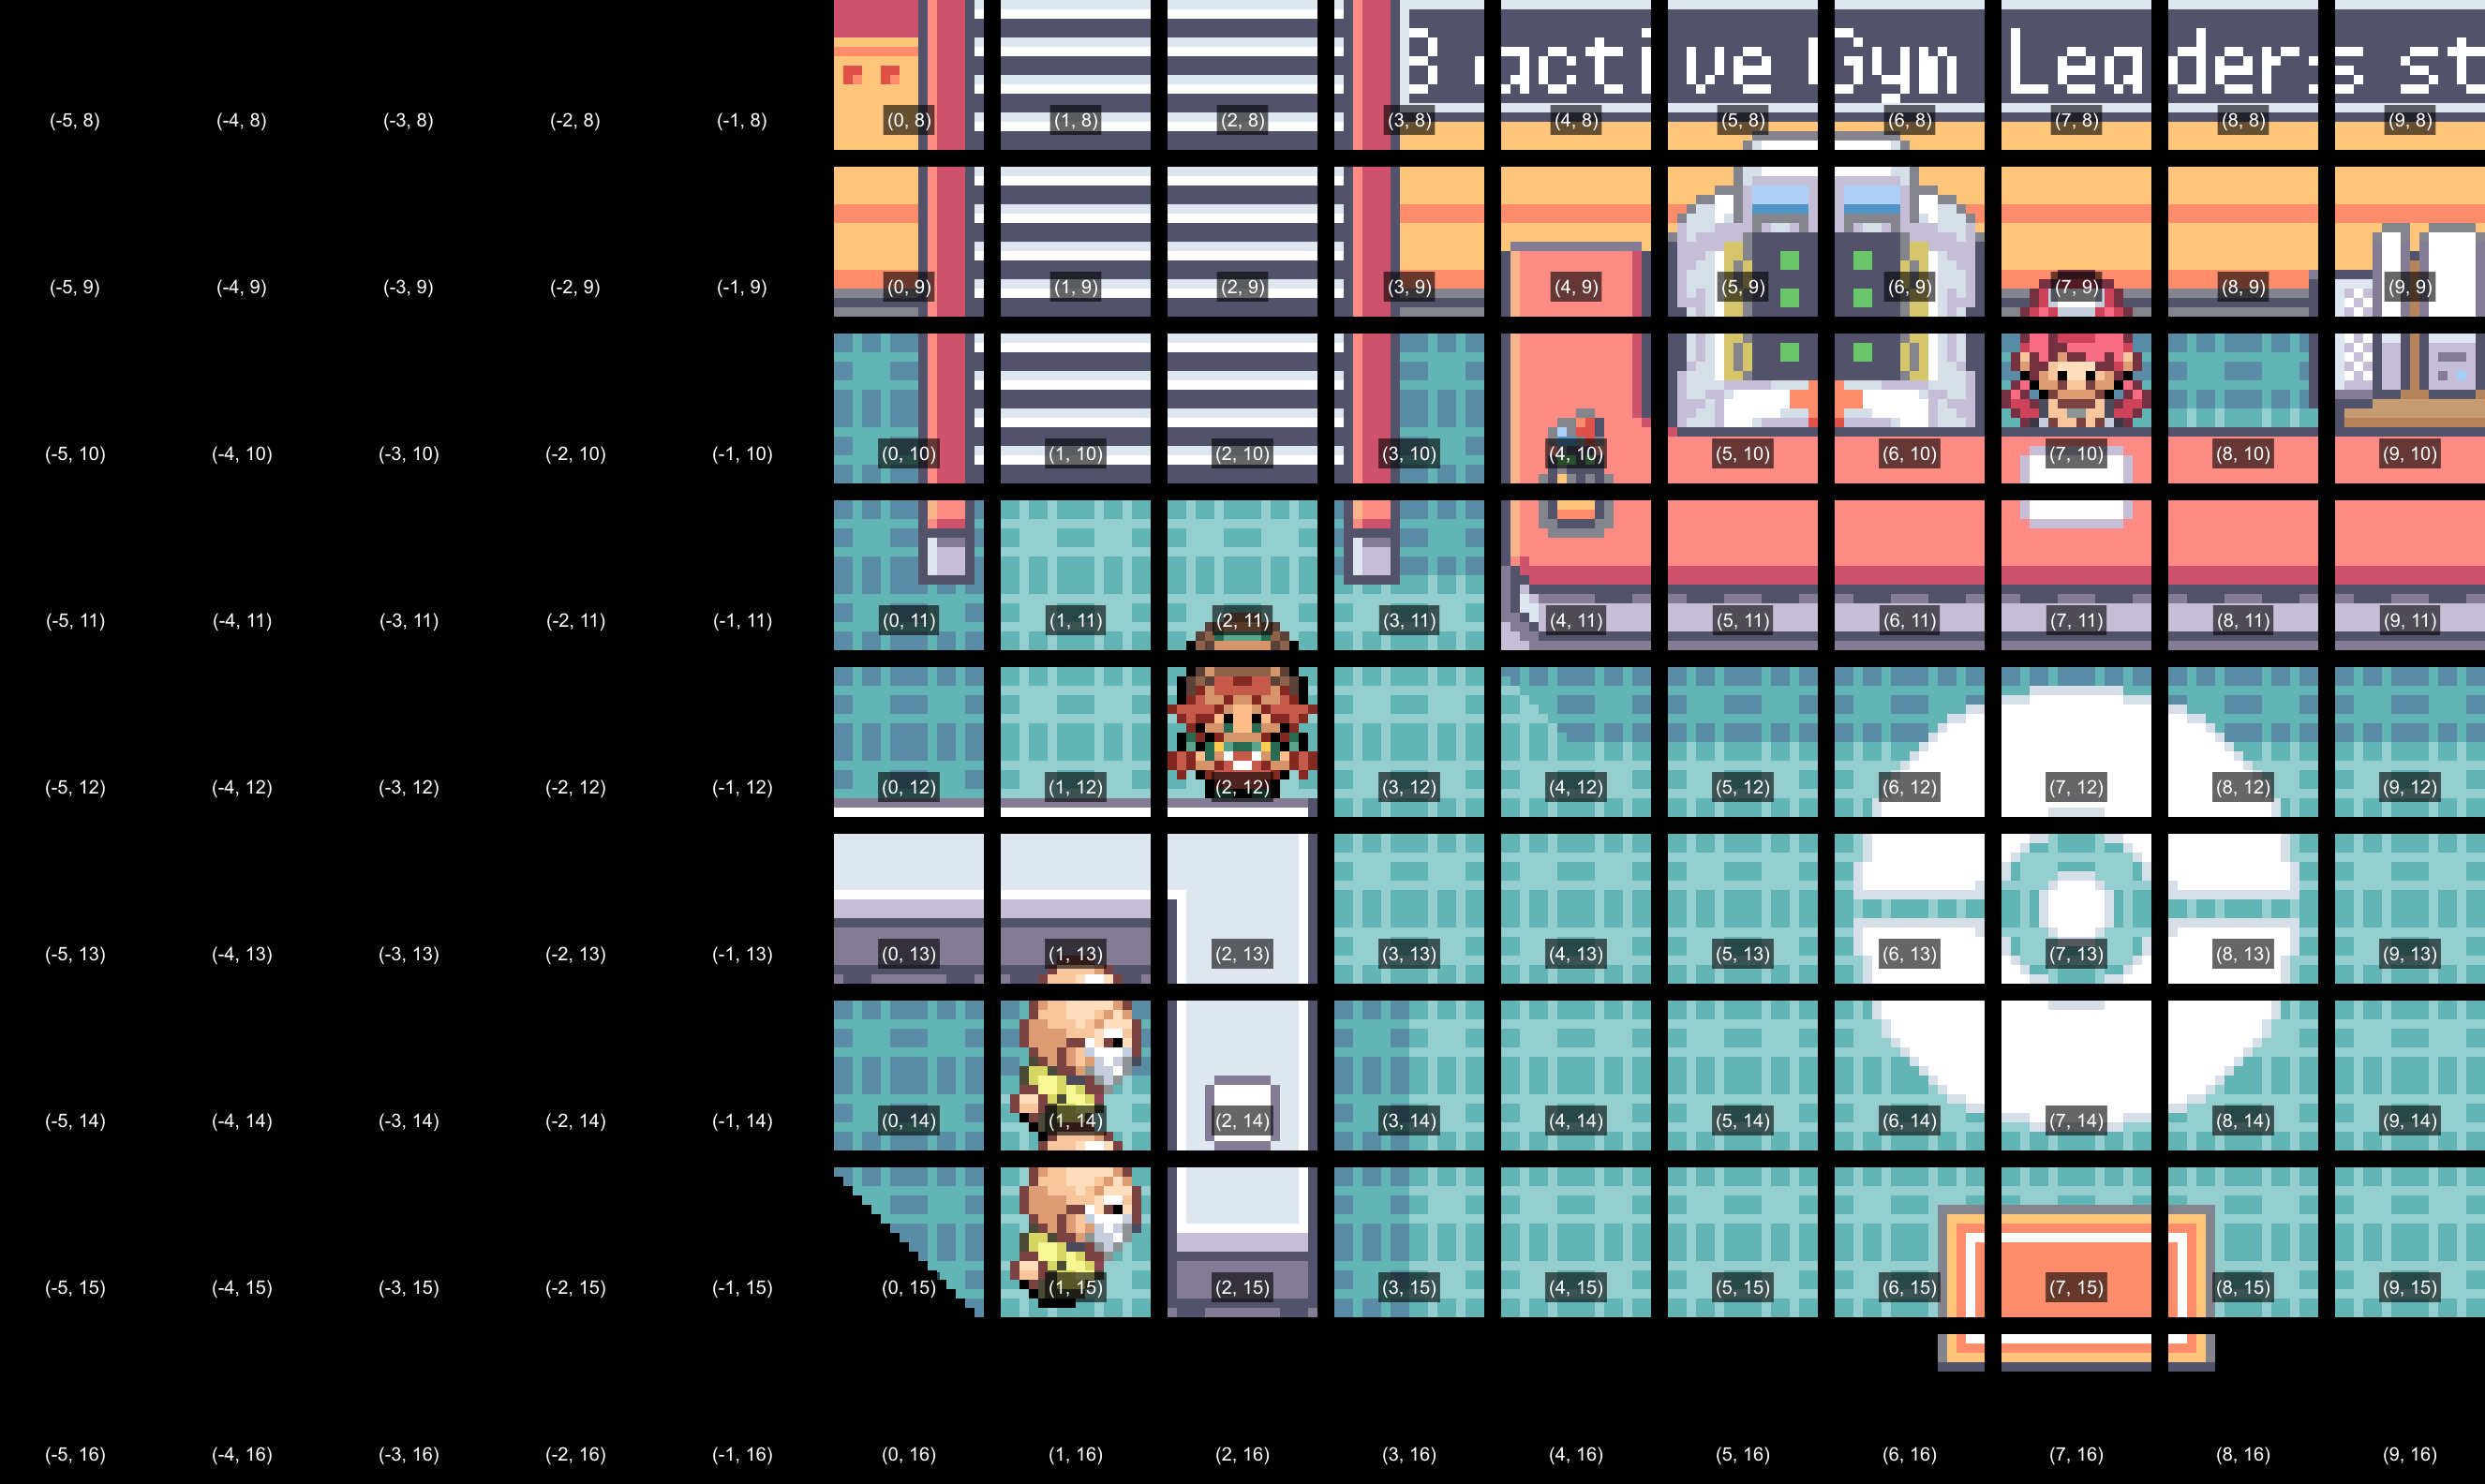 active Gym Leaders st
(-5, 8) (-4, 8) (-3, 8) (-2, 8) (-1, 8) (0, 8) (1, 8) (2, 8) (3, 8) (4, 8) (5, 8) (6, 8) (7, 8) (8, 8) (9, 8)
(-5, 9) (-4, 9) (-3, 9) (-2, 9) (-1, 9) (0, 9) (1, 9) (2, 9) (3, 9) (4, 9) (5, 9) (6, 9) (7, 9) (8, 9) (9, 9)
(-5, 10) (-4, 10) (-3, 10) (-2, 10) (-1, 10) (0, 10) (1, 10) (2, 10) (3, 10) (4, 10) (5, 10) (6, 10) (7, 10) (8, 10) (9, 10)
(-5, 11) (-4, 11) (-3, 11) (-2, 11) (-1, 11) (0, 11) (1, 11) (2, 11) (3, 11) (4, 11) (5, 11) (6, 11) (7, 11) (8, 11) (9, 11)
(-5, 12) (-4, 12) (-3, 12) (-2, 12) (-1, 12) (0, 12) (1, 12) (2, 12) (3, 12) (4, 12) (5, 12) (6, 12) (7, 12) (8, 12) (9, 12)
(-5, 13) (-4, 13) (-3, 13) (-2, 13) (-1, 13) (0, 13) (1, 13) (2, 13) (3, 13) (4, 13) (5, 13) (6, 13) (7, 13) (8, 13) (9, 13)
(-5, 14) (-4, 14) (-3, 14) (-2, 14) (-1, 14) (0, 14) (1, 14) (2, 14) (3, 14) (4, 14) (5, 14) (6, 14) (7, 14) (8, 14) (9, 14)
(-5, 15) (-4, 15) (-3, 15) (-2, 15) (-1, 15) (0, 15) (1, 15) (2, 15) (3, 15) (4, 15) (5, 15) (6, 15) (7, 15) (8, 15) (9, 15)
(-5, 16) (-4, 16) (-3, 16) (-2, 16) (-1, 16) (0, 16) (1, 16) (2, 16) (3, 16) (4, 16) (5, 16) (6, 16) (7, 16) (8, 16) (9, 16)